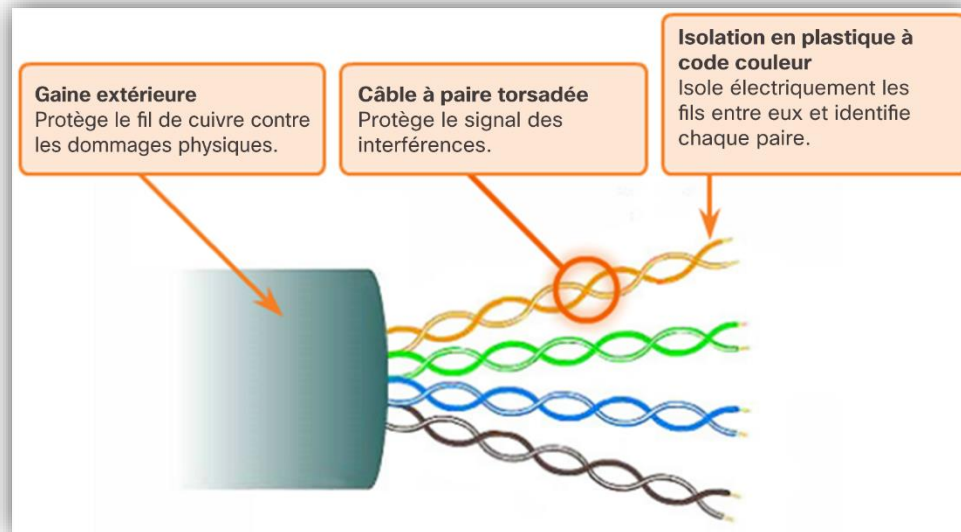 Gaine extérieure
Protège le fil de cuivre contre
les dommages physiques.
Câble à paire torsadée
Protège le signal des
interférences.
Isolation en plastique à
code couleur
Isole électriquement les
fils entre eux et identifie
chaque paire.